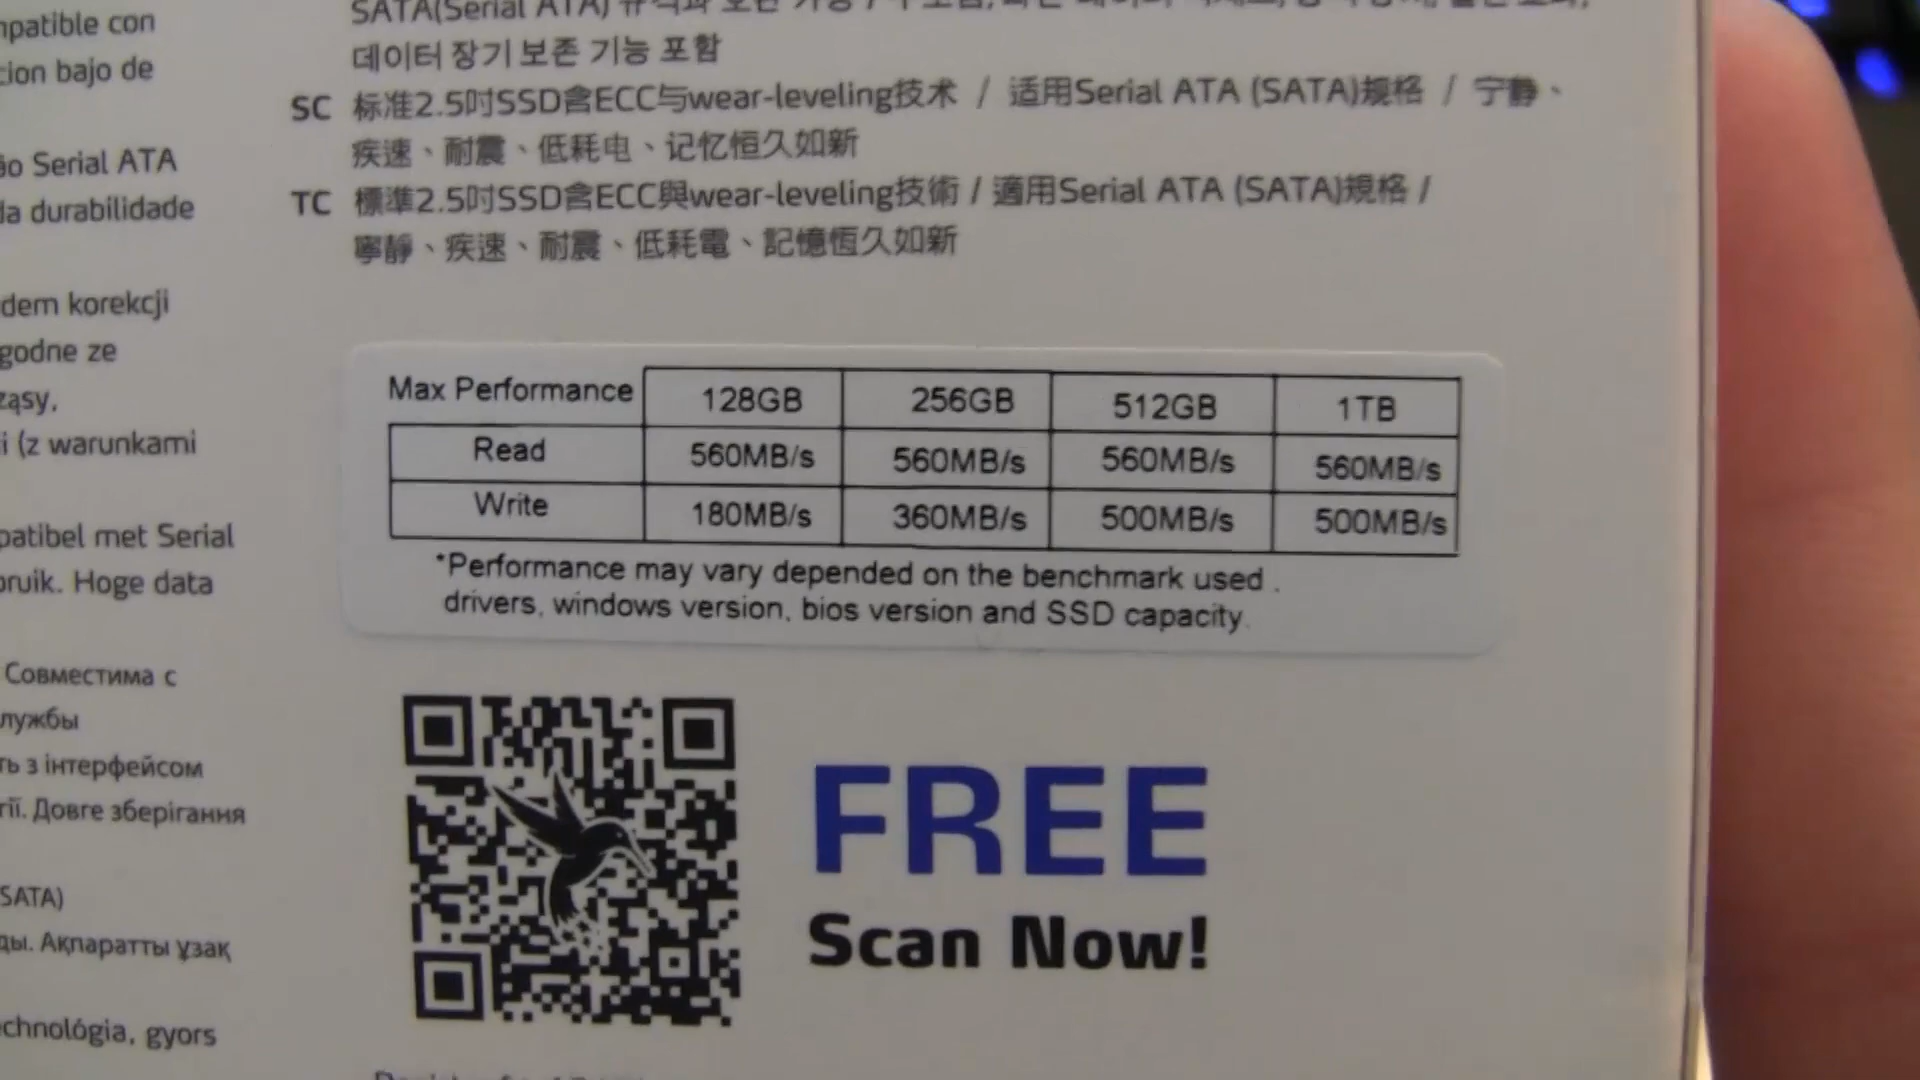 patible con
cion bajo de
ão Serial ATA
da durabilidade
dem korekcji
godne ze
ząsy,
i (z warunkami
patibel met Serial
bruik. Hoge data
Совместима с
лужбы
ть з інтерфейсом
гії. Довге зберігання
SATA)
ды. Ақпаратты ұзақ
echnológia, gyors
SATA(Serial ATA)
데이터 장기 보존 기능 포함
SC 标准2.5吋SSD含ECC与wear-leveling技术 / 适用Serial ATA (SATA)规格 / 宁静、
疾速、耐震、低耗电、记忆恒久如新
TC 標準2.5吋SSD含ECC與wear-leveling技術 / 適用Serial ATA (SATA)規格 /
寧靜、疾速、耐震、低耗電、記憶恆久如新
Max Performance 128GB 256GB 512GB 1TB
Read 560MB/s 560MB/s 560MB/s 560MB/s
Write 180MB/s 360MB/s 500MB/s 500MB/s
*Performance may vary depended on the benchmark used .
drivers, windows version, bios version and SSD capacity.
FREE
Scan Now!